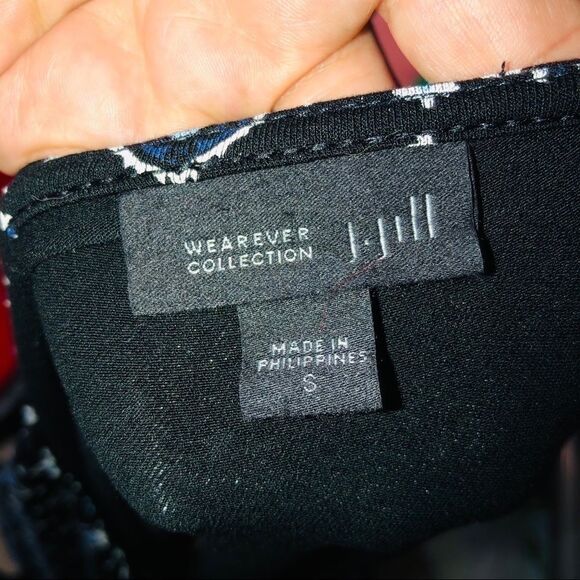 WEAREVER
COLLECTION
J.Jill
MADE IN
PHILIPPINES
S